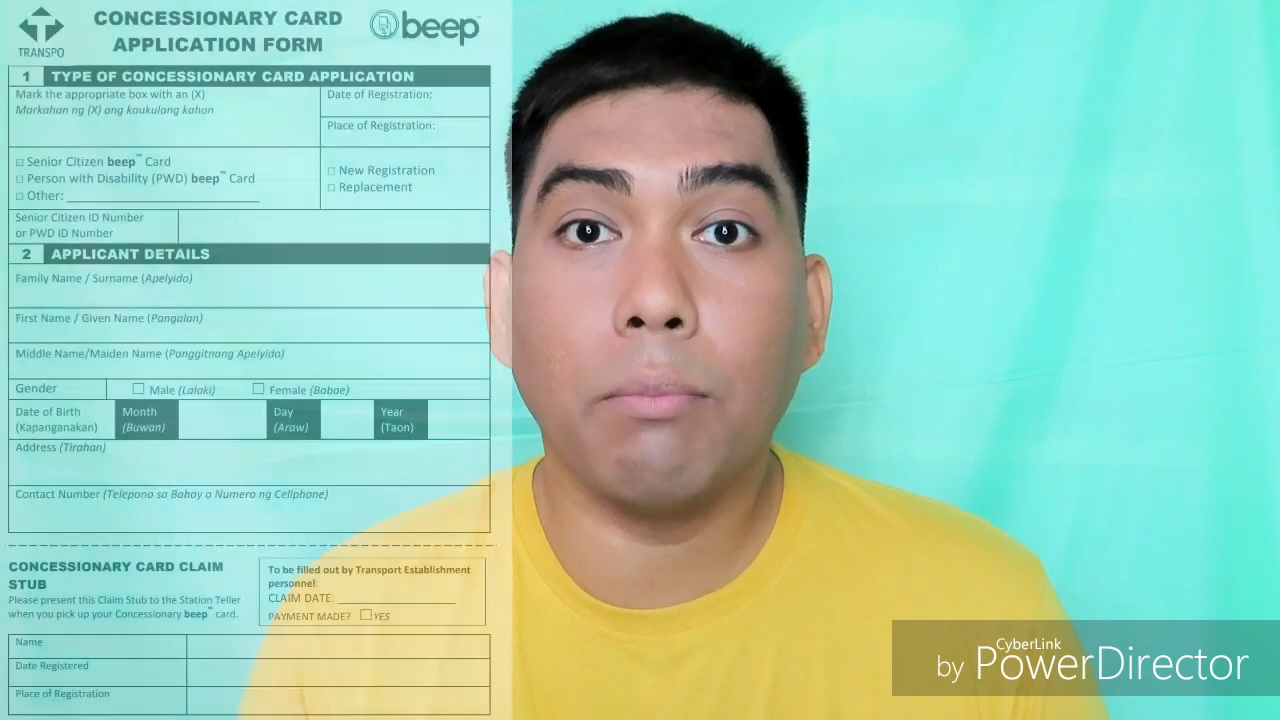 TRANSPO
CONCESSIONARY CARD
APPLICATION FORM
beep™
1 TYPE OF CONCESSIONARY CARD APPLICATION
Mark the appropriate box with an (X)
Markahan ng (X) ang kaukulang kahon
Date of Registration:
Place of Registration:
☐ Senior Citizen beep™ Card
☐ Person with Disability (PWD) beep™ Card
☐ Other: ____________________
☐ New Registration
☐ Replacement
Senior Citizen ID Number
or PWD ID Number
2 APPLICANT DETAILS
Family Name / Surname (Apelyido)
First Name / Given Name (Pangalan)
Middle Name/Maiden Name (Panggitnang Apelyido)
Gender ☐ Male (Lalaki) ☐ Female (Babae)
Date of Birth
(Kapanganakan)
Month
(Buwan)
Day
(Araw)
Year
(Taon)
Address (Tirahan)
Contact Number (Telepono sa Bahay o Numero ng Cellphone)
CONCESSIONARY CARD CLAIM
STUB
Please present this Claim Stub to the Station Teller
when you pick up your Concessionary beep™ card.
To be filled out by Transport Establishment
personnel:
CLAIM DATE: ____________________
PAYMENT MADE? ☐ YES
Name
Date Registered
Place of Registration
CyberLink
by PowerDirector